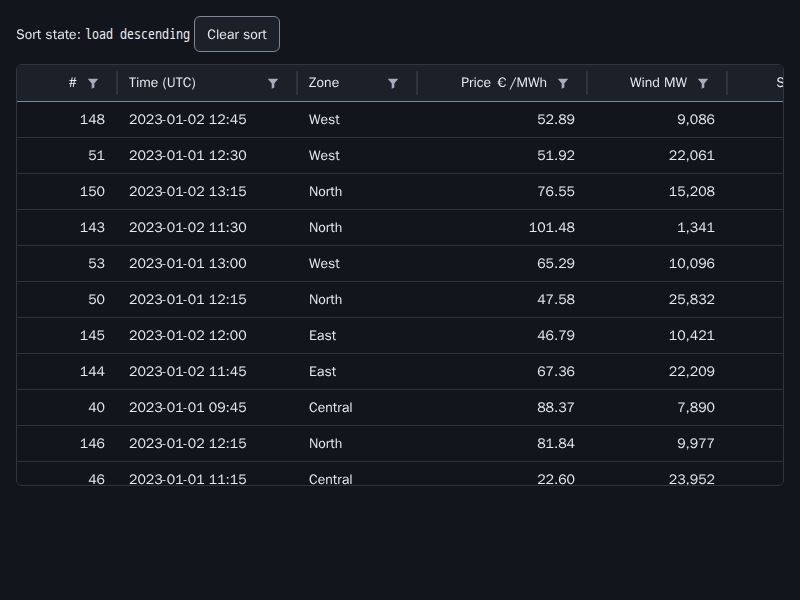 Sort state: load descending Clear sort
# Time (UTC) Zone Price €/MWh Wind MW S
148 2023-01-02 12:45 West 52.89 9,086
51 2023-01-01 12:30 West 51.92 22,061
150 2023-01-02 13:15 North 76.55 15,208
143 2023-01-02 11:30 North 101.48 1,341
53 2023-01-01 13:00 West 65.29 10,096
50 2023-01-01 12:15 North 47.58 25,832
145 2023-01-02 12:00 East 46.79 10,421
144 2023-01-02 11:45 East 67.36 22,209
40 2023-01-01 09:45 Central 88.37 7,890
146 2023-01-02 12:15 North 81.84 9,977
46 2023-01-01 11:15 Central 22.60 23,952